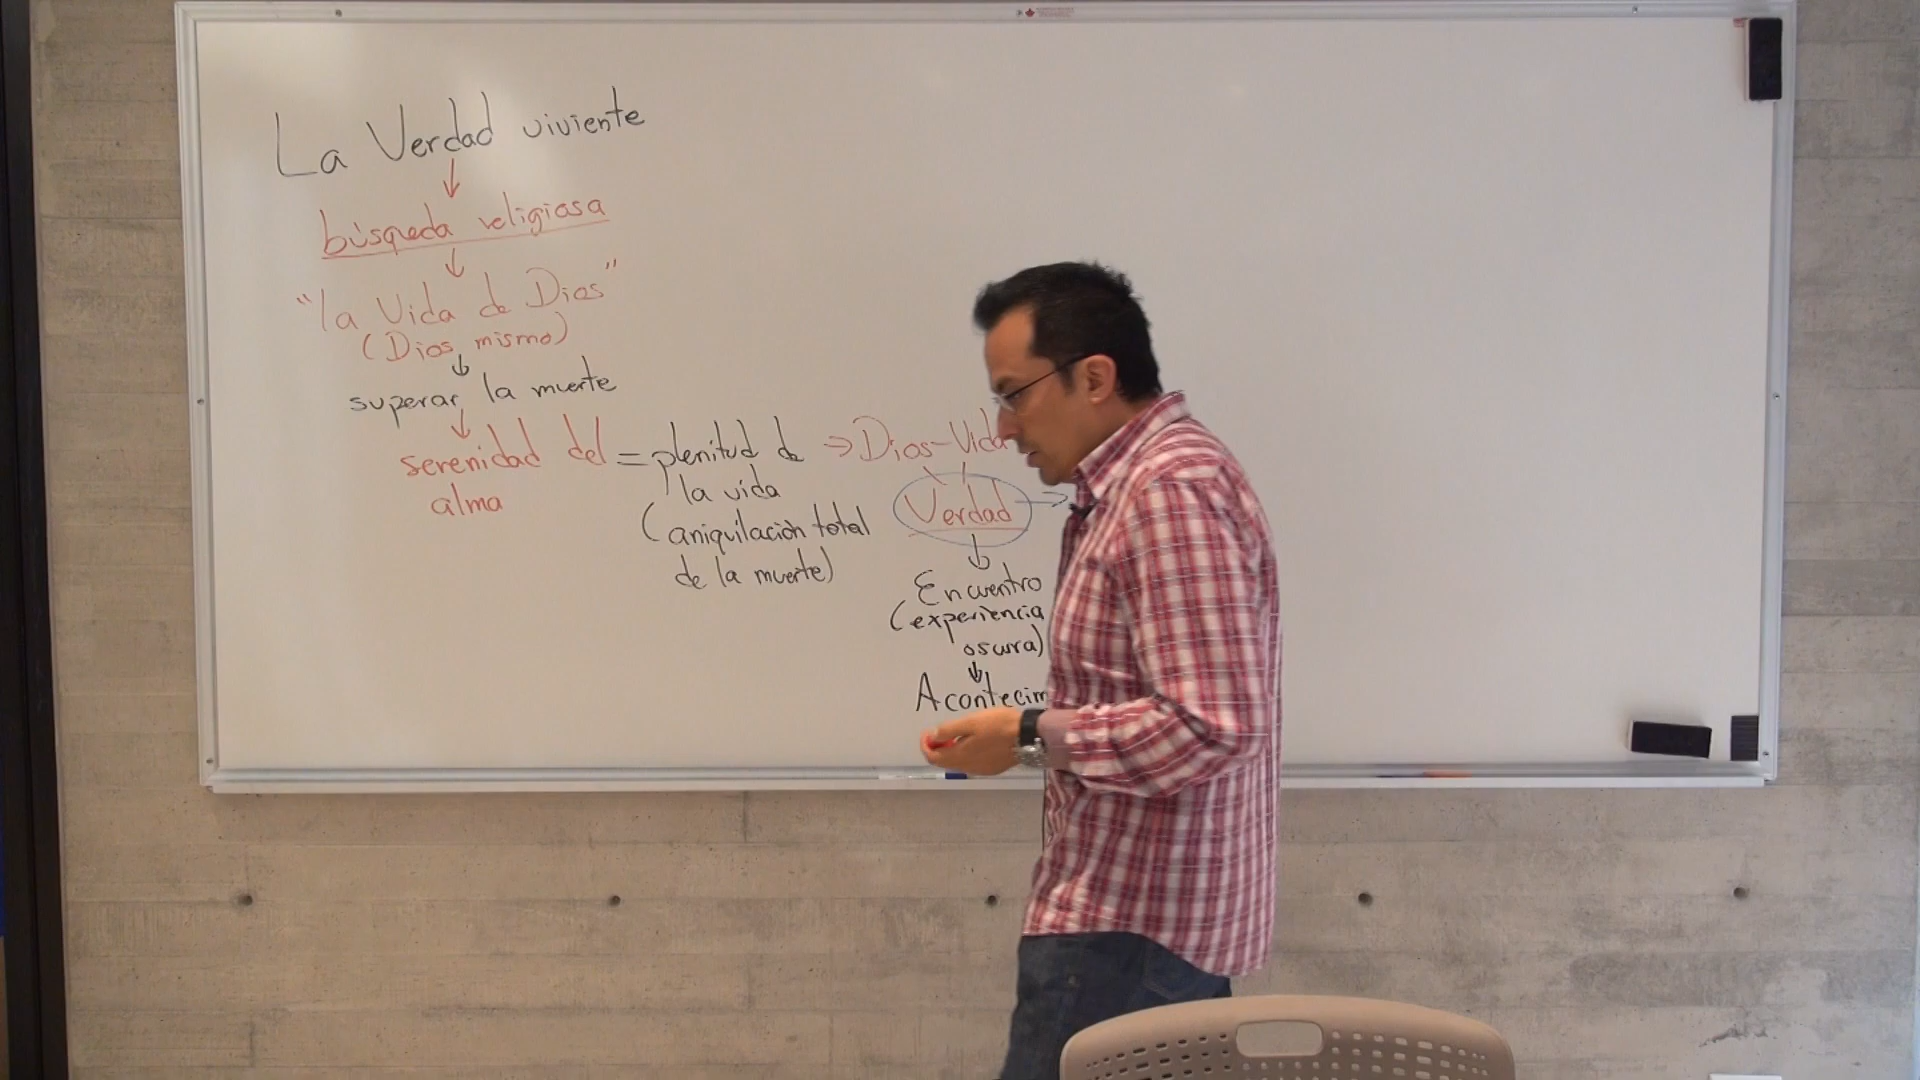 La Verdad viviente
↓
búsqueda religiosa
↓
"la Vida de Dios"
(Dios mismo)
↓
superar la muerte
↓
serenidad del
alma
= plenitud de
la vida
(aniquilación total
de la muerte)
⇒ Dios-Vida
Verdad →
↓
Encuentro
(experiencia
oscura)
↓
Acontecim